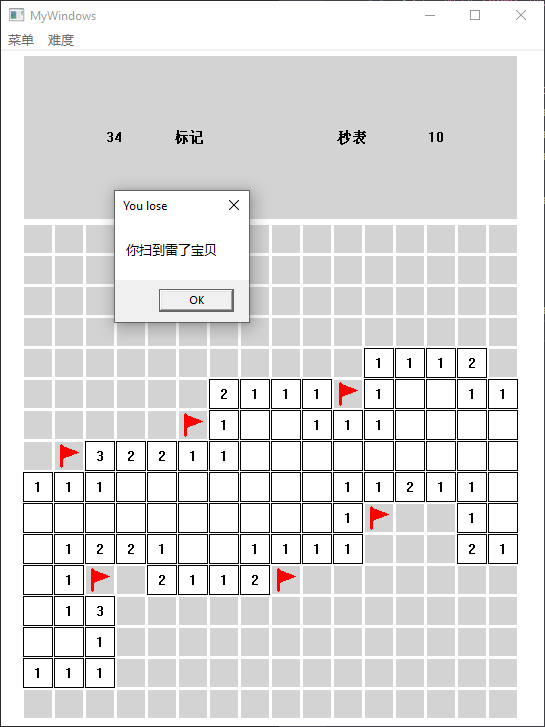 MyWindows
菜单 难度
34 标记 秒表 10
You lose
你扫到雷了宝贝
OK
1 1 1 2
2 1 1 1 1 1 1
1 1 1 1
3 2 2 1 1
1 1 1 1 1 2 1 1
1 1
1 2 2 1 1 1 1 1 2 1
1 2 1 1 2
1 3
1
1 1 1